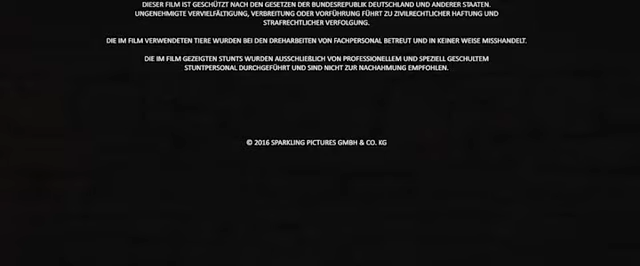 DIESER FILM IST GESCHÜTZT NACH DEN GESETZEN DER BUNDESREPUBLIK DEUTSCHLAND UND ANDERER STAATEN.
UNGENEHMIGTE VERVIELFÄLTIGUNG, VERBREITUNG ODER VORFÜHRUNG FÜHRT ZU ZIVILRECHTLICHER HAFTUNG UND
STRAFRECHTLICHER VERFOLGUNG.
DIE IM FILM VERWENDETEN TIERE WURDEN BEI DEN DREHARBEITEN VON FACHPERSONAL BETREUT UND IN KEINER WEISE MISSHANDELT.
DIE IM FILM GEZEIGTEN STUNTS WURDEN AUSSCHLIEßLICH VON PROFESSIONELLEM UND SPEZIELL GESCHULTEM
STUNTPERSONAL DURCHGEFÜHRT UND SIND NICHT ZUR NACHAHMUNG EMPFOHLEN.
© 2016 SPARKLING PICTURES GMBH & CO. KG